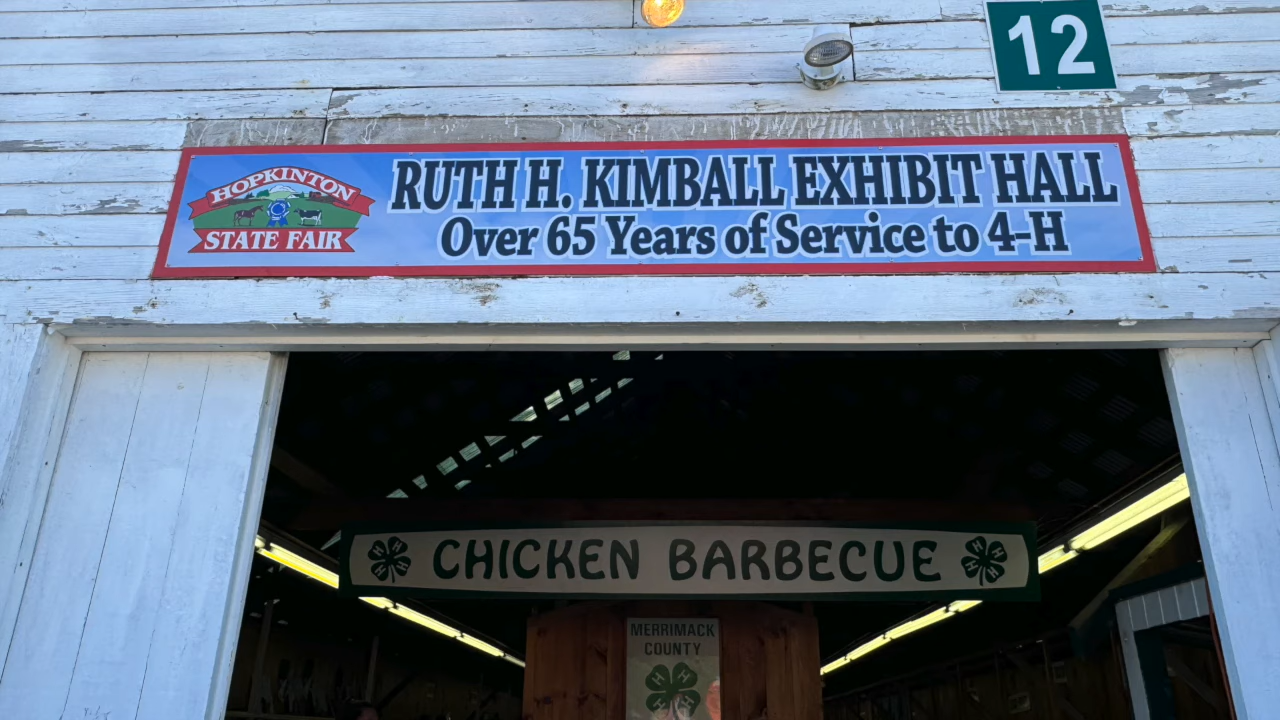 12
HOPKINTON
STATE FAIR
RUTH H. KIMBALL EXHIBIT HALL
Over 65 Years of Service to 4-H
H H H H CHICKEN BARBECUE H H H H
MERRIMACK
COUNTY
H H
H H